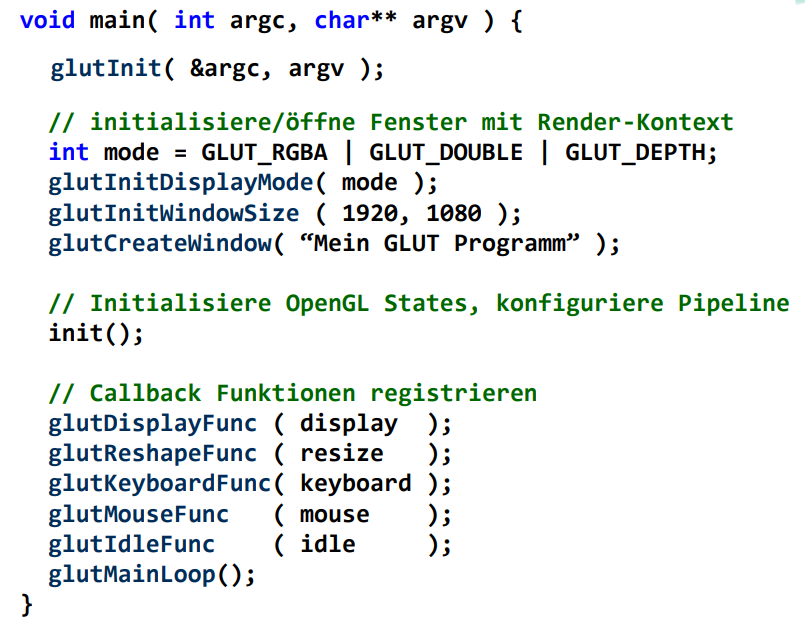 void main( int argc, char** argv ) {
glutInit( &argc, argv );
// initialisiere/öffne Fenster mit Render-Kontext
int mode = GLUT_RGBA | GLUT_DOUBLE | GLUT_DEPTH;
glutInitDisplayMode( mode );
glutInitWindowSize ( 1920, 1080 );
glutCreateWindow( “Mein GLUT Programm” );
// Initialisiere OpenGL States, konfiguriere Pipeline
init();
// Callback Funktionen registrieren
glutDisplayFunc ( display );
glutReshapeFunc ( resize );
glutKeyboardFunc( keyboard );
glutMouseFunc ( mouse );
glutIdleFunc ( idle );
glutMainLoop();
}